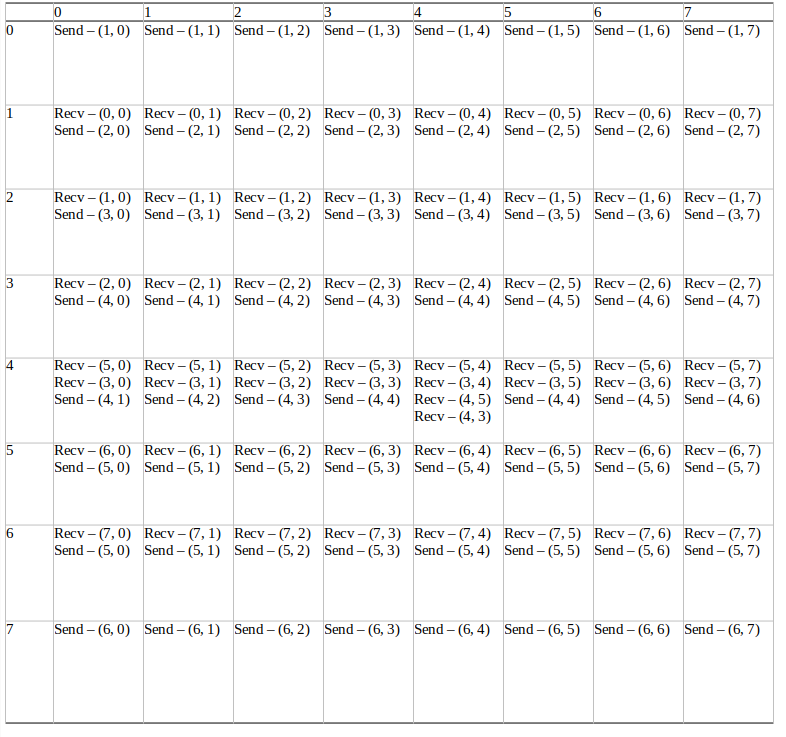 0 1 2 3 4 5 6 7
0 Send – (1, 0) Send – (1, 1) Send – (1, 2) Send – (1, 3) Send – (1, 4) Send – (1, 5) Send – (1, 6) Send – (1, 7)
1 Recv – (0, 0) Recv – (0, 1) Recv – (0, 2) Recv – (0, 3) Recv – (0, 4) Recv – (0, 5) Recv – (0, 6) Recv – (0, 7)
Send – (2, 0) Send – (2, 1) Send – (2, 2) Send – (2, 3) Send – (2, 4) Send – (2, 5) Send – (2, 6) Send – (2, 7)
2 Recv – (1, 0) Recv – (1, 1) Recv – (1, 2) Recv – (1, 3) Recv – (1, 4) Recv – (1, 5) Recv – (1, 6) Recv – (1, 7)
Send – (3, 0) Send – (3, 1) Send – (3, 2) Send – (3, 3) Send – (3, 4) Send – (3, 5) Send – (3, 6) Send – (3, 7)
3 Recv – (2, 0) Recv – (2, 1) Recv – (2, 2) Recv – (2, 3) Recv – (2, 4) Recv – (2, 5) Recv – (2, 6) Recv – (2, 7)
Send – (4, 0) Send – (4, 1) Send – (4, 2) Send – (4, 3) Send – (4, 4) Send – (4, 5) Send – (4, 6) Send – (4, 7)
4 Recv – (5, 0) Recv – (5, 1) Recv – (5, 2) Recv – (5, 3) Recv – (5, 4) Recv – (5, 5) Recv – (5, 6) Recv – (5, 7)
Recv – (3, 0) Recv – (3, 1) Recv – (3, 2) Recv – (3, 3) Recv – (3, 4) Recv – (3, 5) Recv – (3, 6) Recv – (3, 7)
Send – (4, 1) Send – (4, 2) Send – (4, 3) Send – (4, 4) Recv – (4, 5) Send – (4, 4) Send – (4, 5) Send – (4, 6)
Recv – (4, 3)
5 Recv – (6, 0) Recv – (6, 1) Recv – (6, 2) Recv – (6, 3) Recv – (6, 4) Recv – (6, 5) Recv – (6, 6) Recv – (6, 7)
Send – (5, 0) Send – (5, 1) Send – (5, 2) Send – (5, 3) Send – (5, 4) Send – (5, 5) Send – (5, 6) Send – (5, 7)
6 Recv – (7, 0) Recv – (7, 1) Recv – (7, 2) Recv – (7, 3) Recv – (7, 4) Recv – (7, 5) Recv – (7, 6) Recv – (7, 7)
Send – (5, 0) Send – (5, 1) Send – (5, 2) Send – (5, 3) Send – (5, 4) Send – (5, 5) Send – (5, 6) Send – (5, 7)
7 Send – (6, 0) Send – (6, 1) Send – (6, 2) Send – (6, 3) Send – (6, 4) Send – (6, 5) Send – (6, 6) Send – (6, 7)